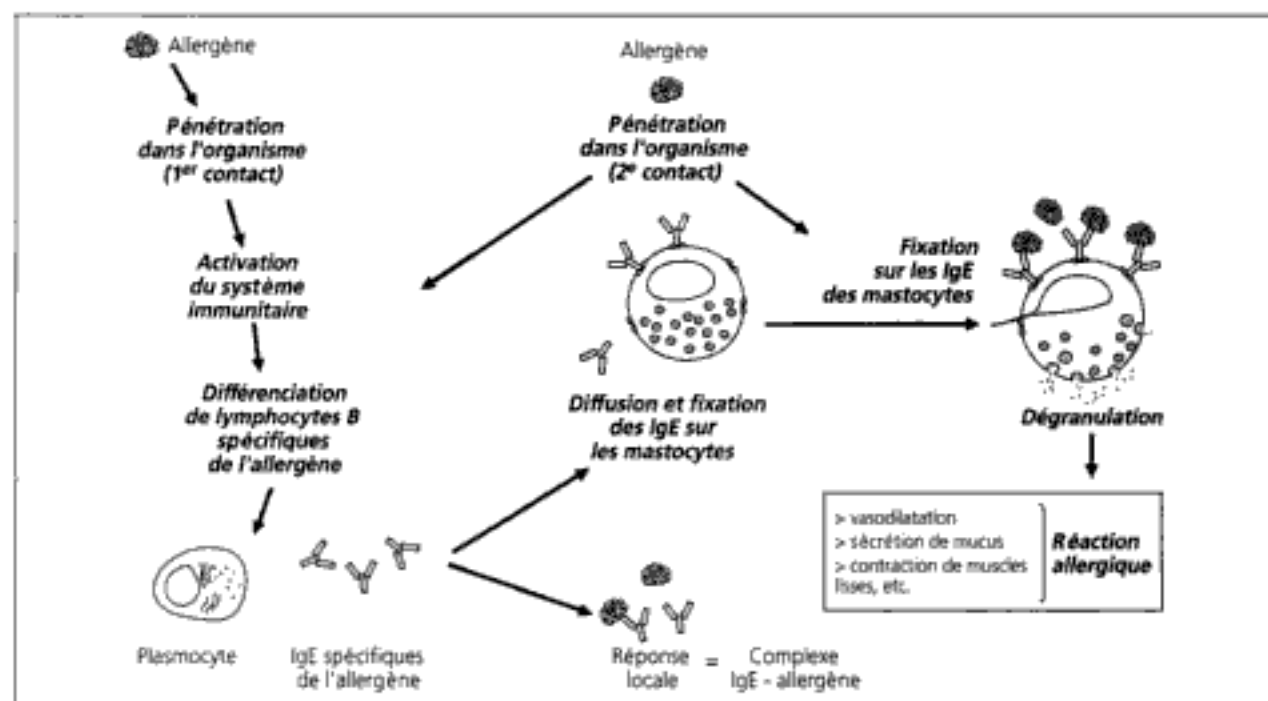 Allergène
Pénétration
dans l'organisme
(1er contact)
Activation
du système
immunitaire
Différenciation
de lymphocytes B
spécifiques
de l'allergène
Plasmocyte
IgE spécifiques
de l'allergène
Allergène
Pénétration
dans l'organisme
(2e contact)
Diffusion et fixation
des IgE sur
les mastocytes
Réponse
locale
=
Complexe
IgE - allergène
Fixation
sur les IgE
des mastocytes
Dégranulation
> vasodilatation
> sécrétion de mucus
> contraction de muscles
lisses, etc.
Réaction
allergique